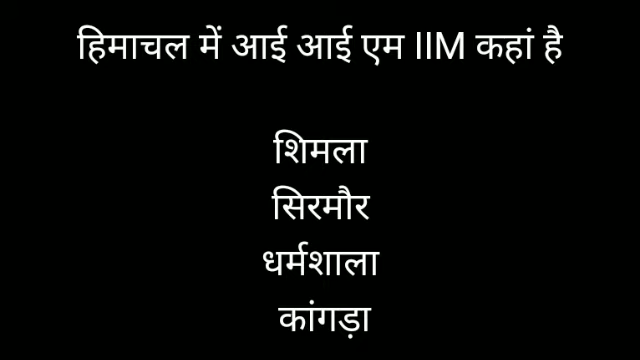 हिमाचल में आई आई एम IIM कहां है
शिमला
सिरमौर
धर्मशाला
कांगड़ा